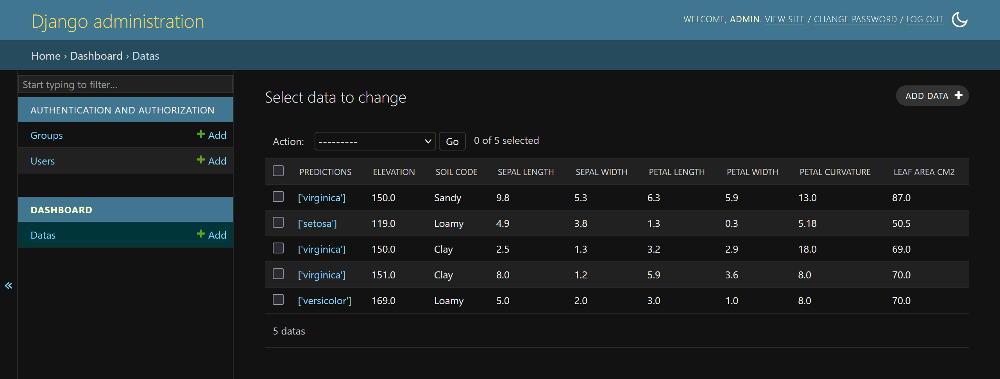 Django administration
WELCOME, ADMIN. VIEW SITE / CHANGE PASSWORD / LOG OUT
Home › Dashboard › Datas
Start typing to filter...
AUTHENTICATION AND AUTHORIZATION
Groups + Add
Users + Add
DASHBOARD
Datas + Add
«
Select data to change
ADD DATA +
Action: --------- Go 0 of 5 selected
PREDICTIONS ELEVATION SOIL CODE SEPAL LENGTH SEPAL WIDTH PETAL LENGTH PETAL WIDTH PETAL CURVATURE LEAF AREA CM2
['virginica'] 150.0 Sandy 9.8 5.3 6.3 5.9 13.0 87.0
['setosa'] 119.0 Loamy 4.9 3.8 1.3 0.3 5.18 50.5
['virginica'] 150.0 Clay 2.5 1.3 3.2 2.9 18.0 69.0
['virginica'] 151.0 Clay 8.0 1.2 5.9 3.6 8.0 70.0
['versicolor'] 169.0 Loamy 5.0 2.0 3.0 1.0 8.0 70.0
5 datas